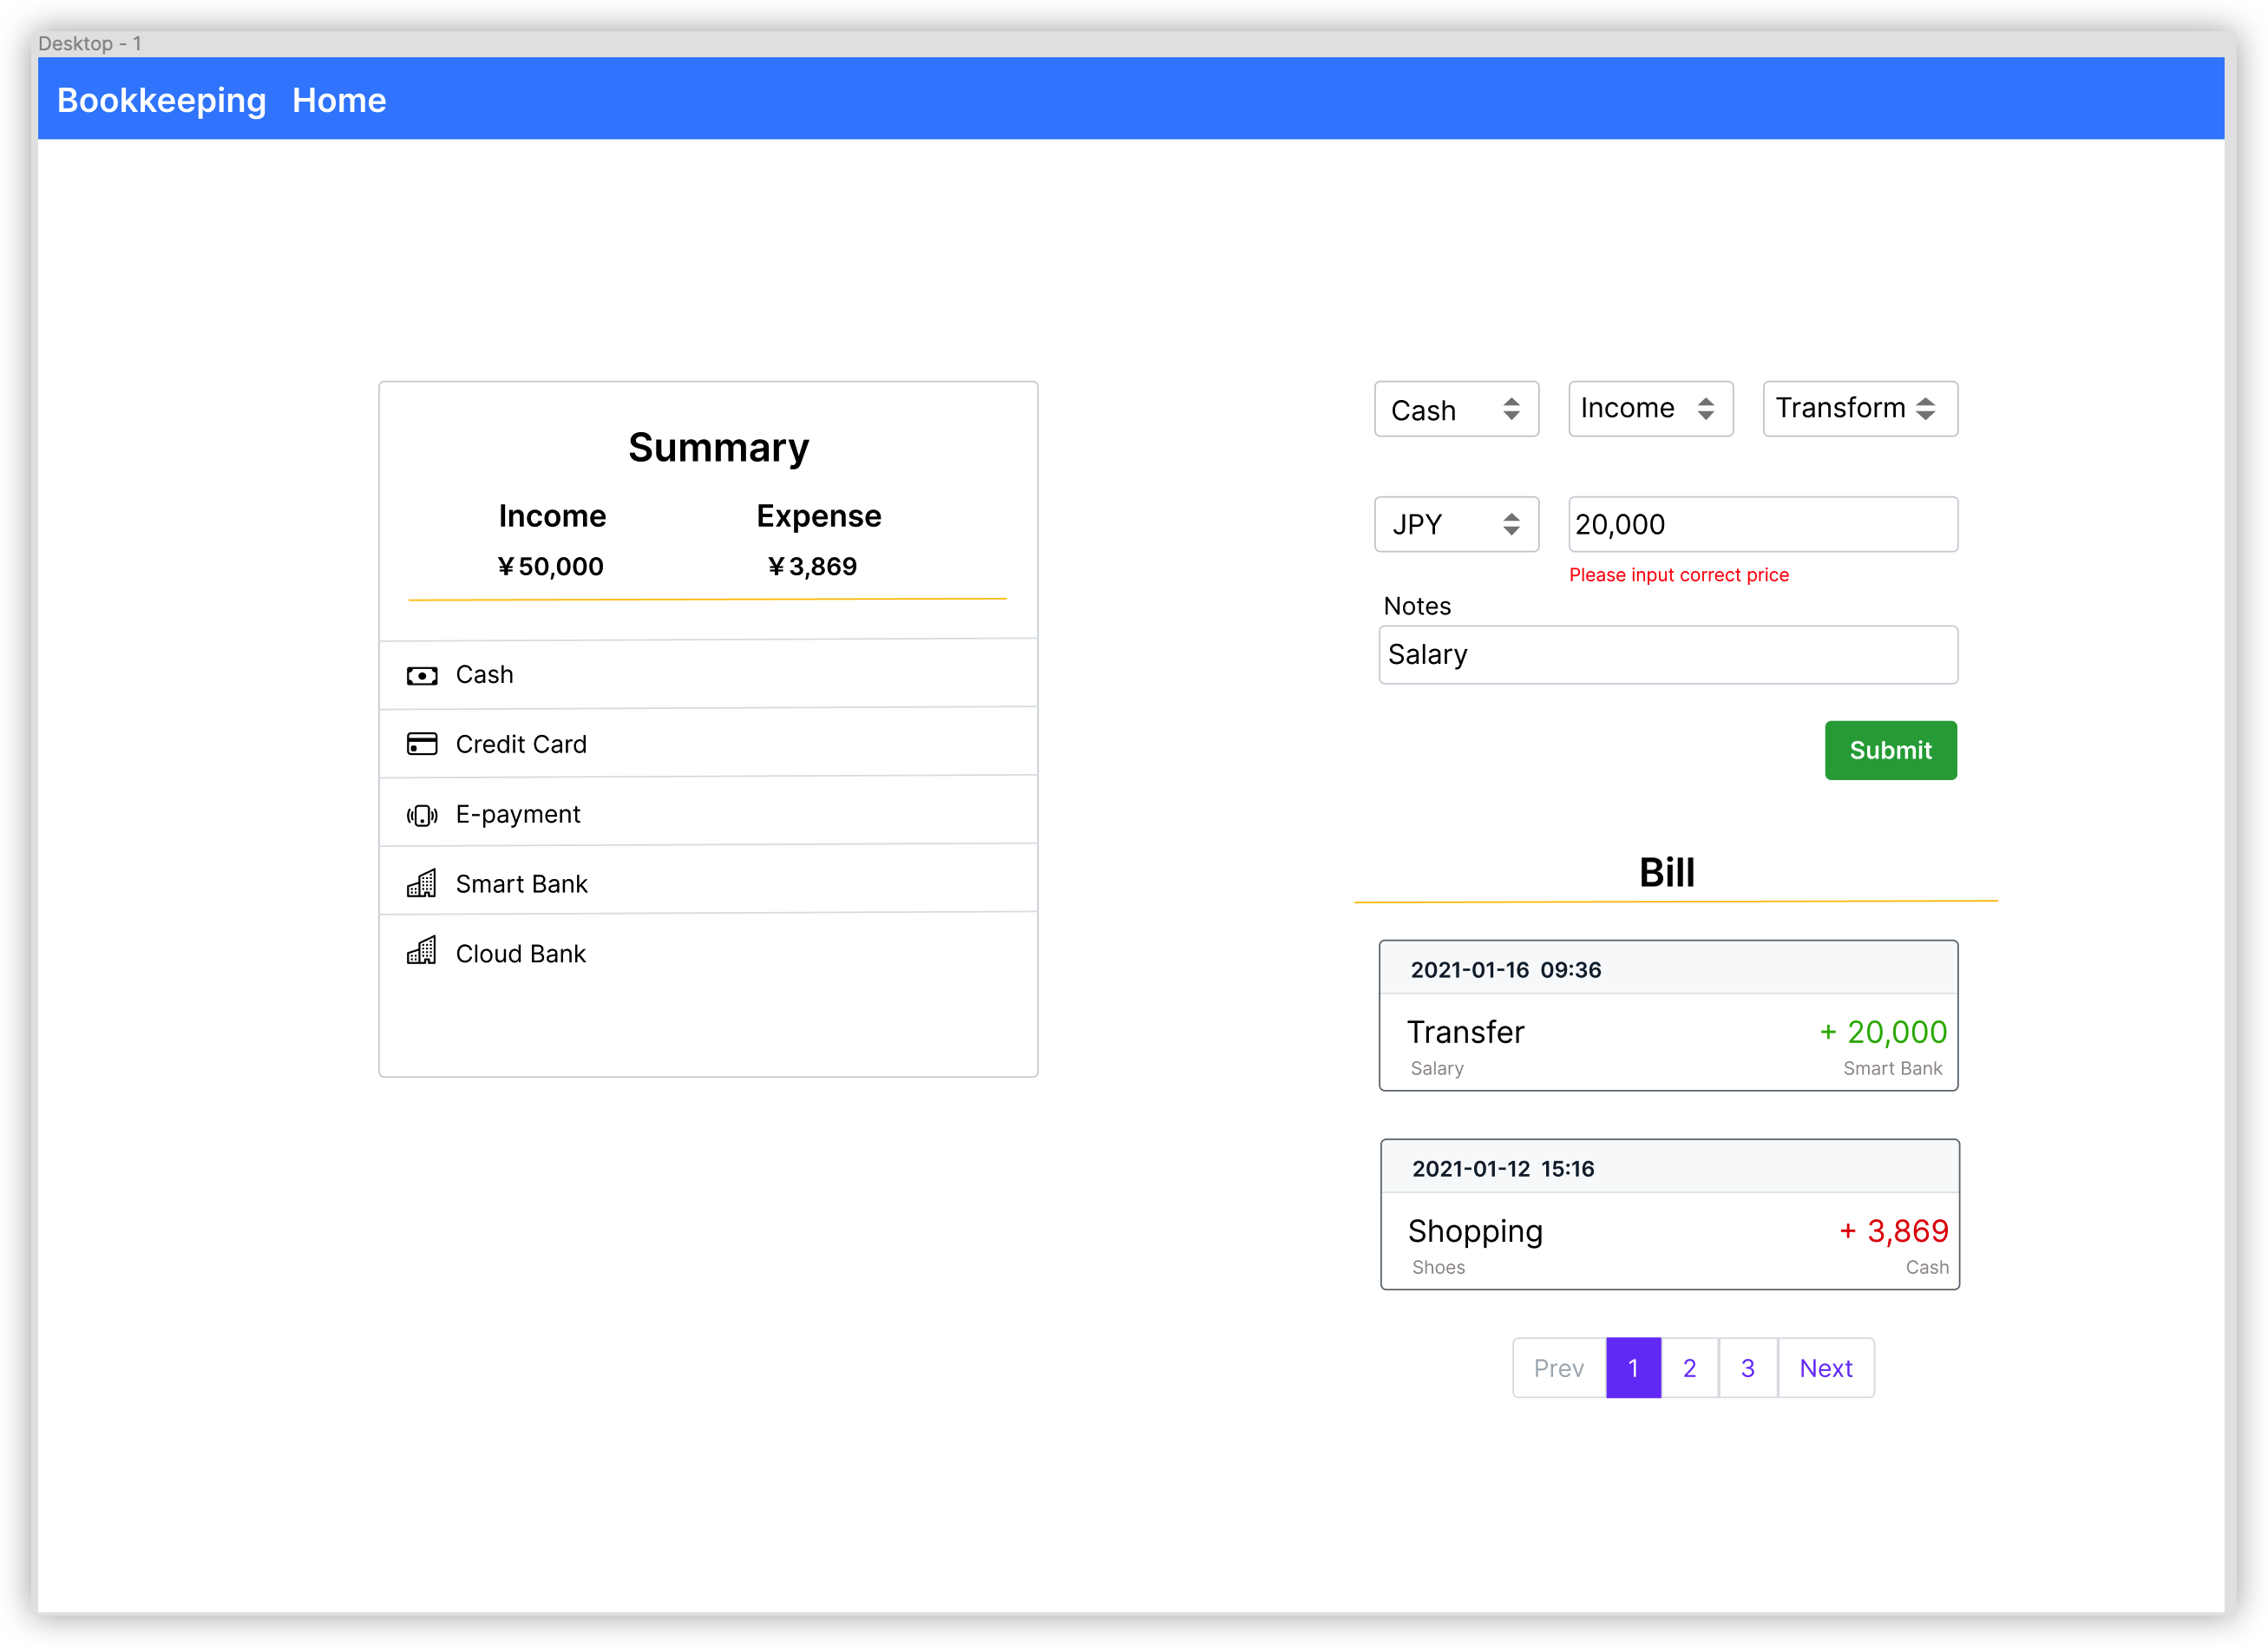 Desktop - 1
Bookkeeping Home
Summary
Income Expense
¥50,000 ¥3,869
Cash
Credit Card
E-payment
Smart Bank
Cloud Bank
Cash Income Transform
JPY 20,000
Please input correct price
Notes
Salary
Submit
Bill
2021-01-16 09:36
Transfer + 20,000
Salary Smart Bank
2021-01-12 15:16
Shopping + 3,869
Shoes Cash
Prev 1 2 3 Next